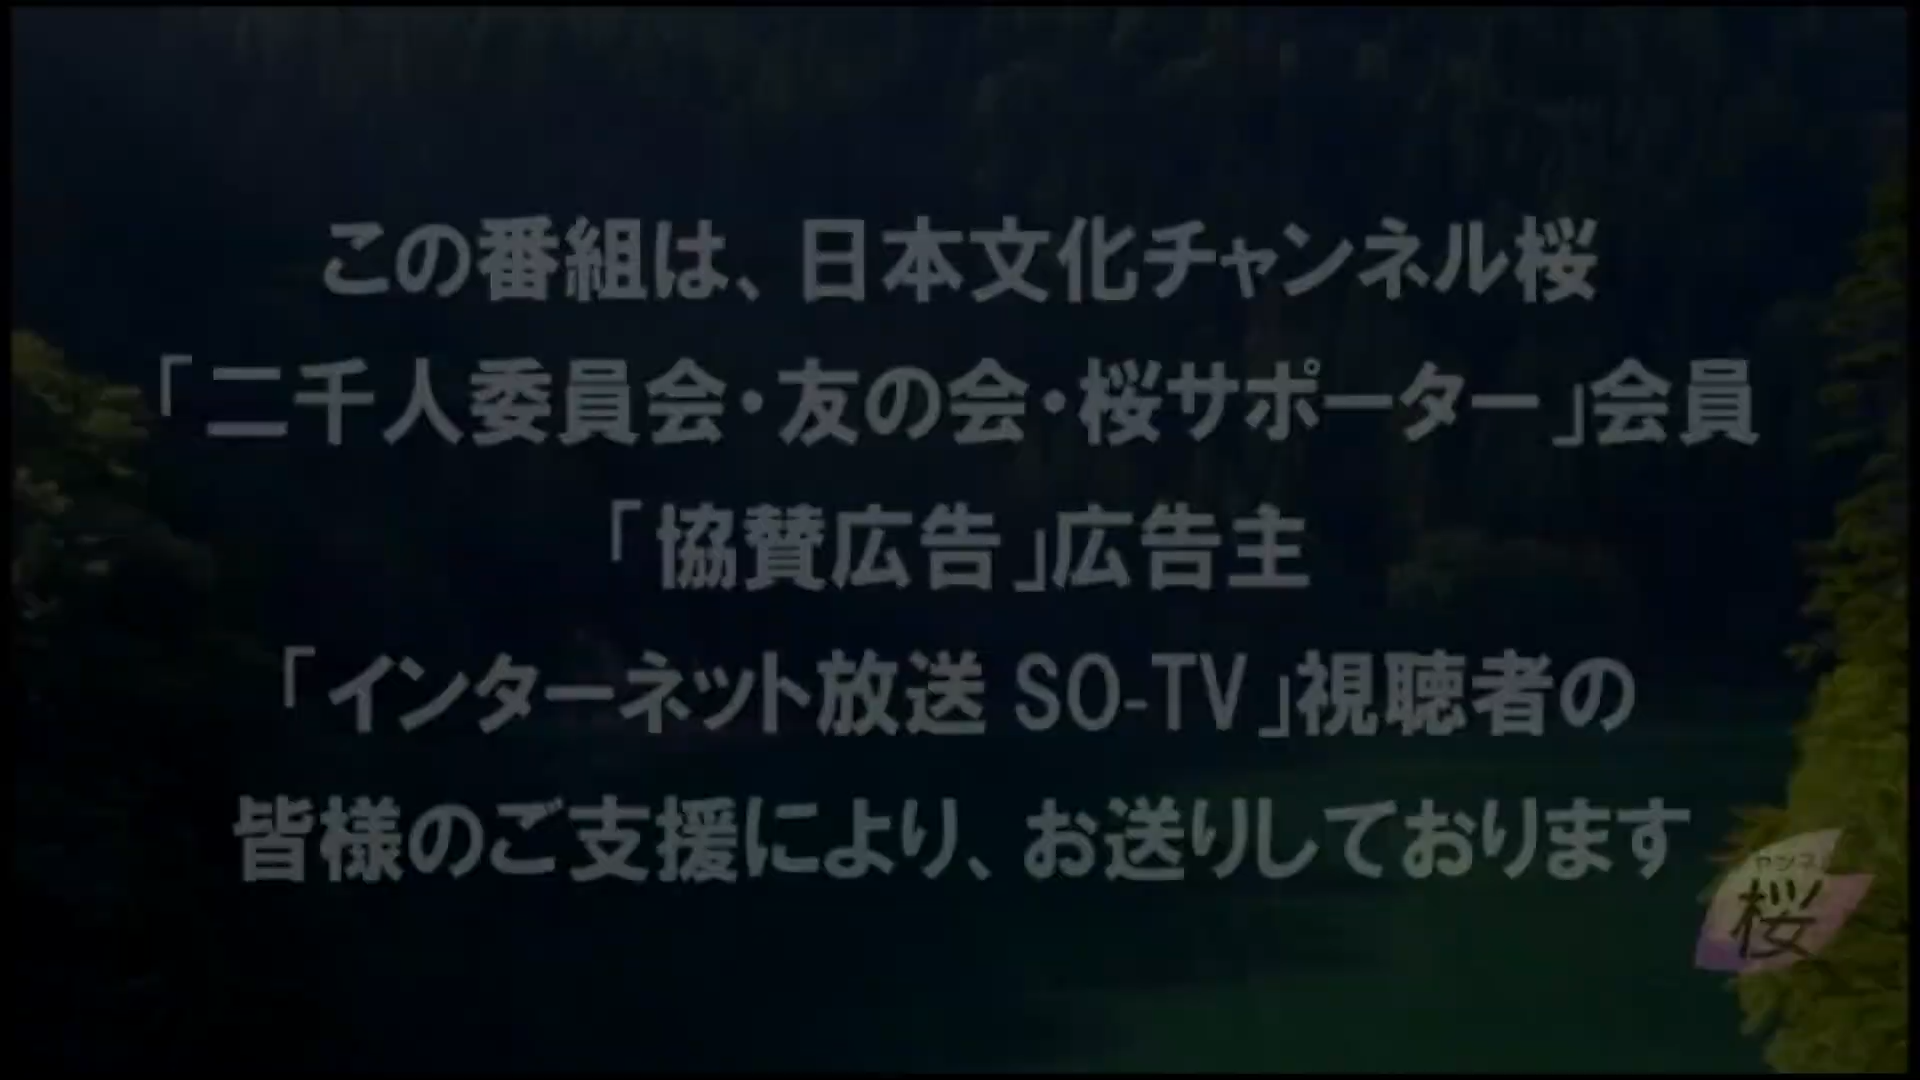 この番組は、日本文化チャンネル桜
「二千人委員会・友の会・桜サポーター」会員
「協賛広告」広告主
「インターネット放送 SO-TV」視聴者の
皆様のご支援により、お送りしております
桜